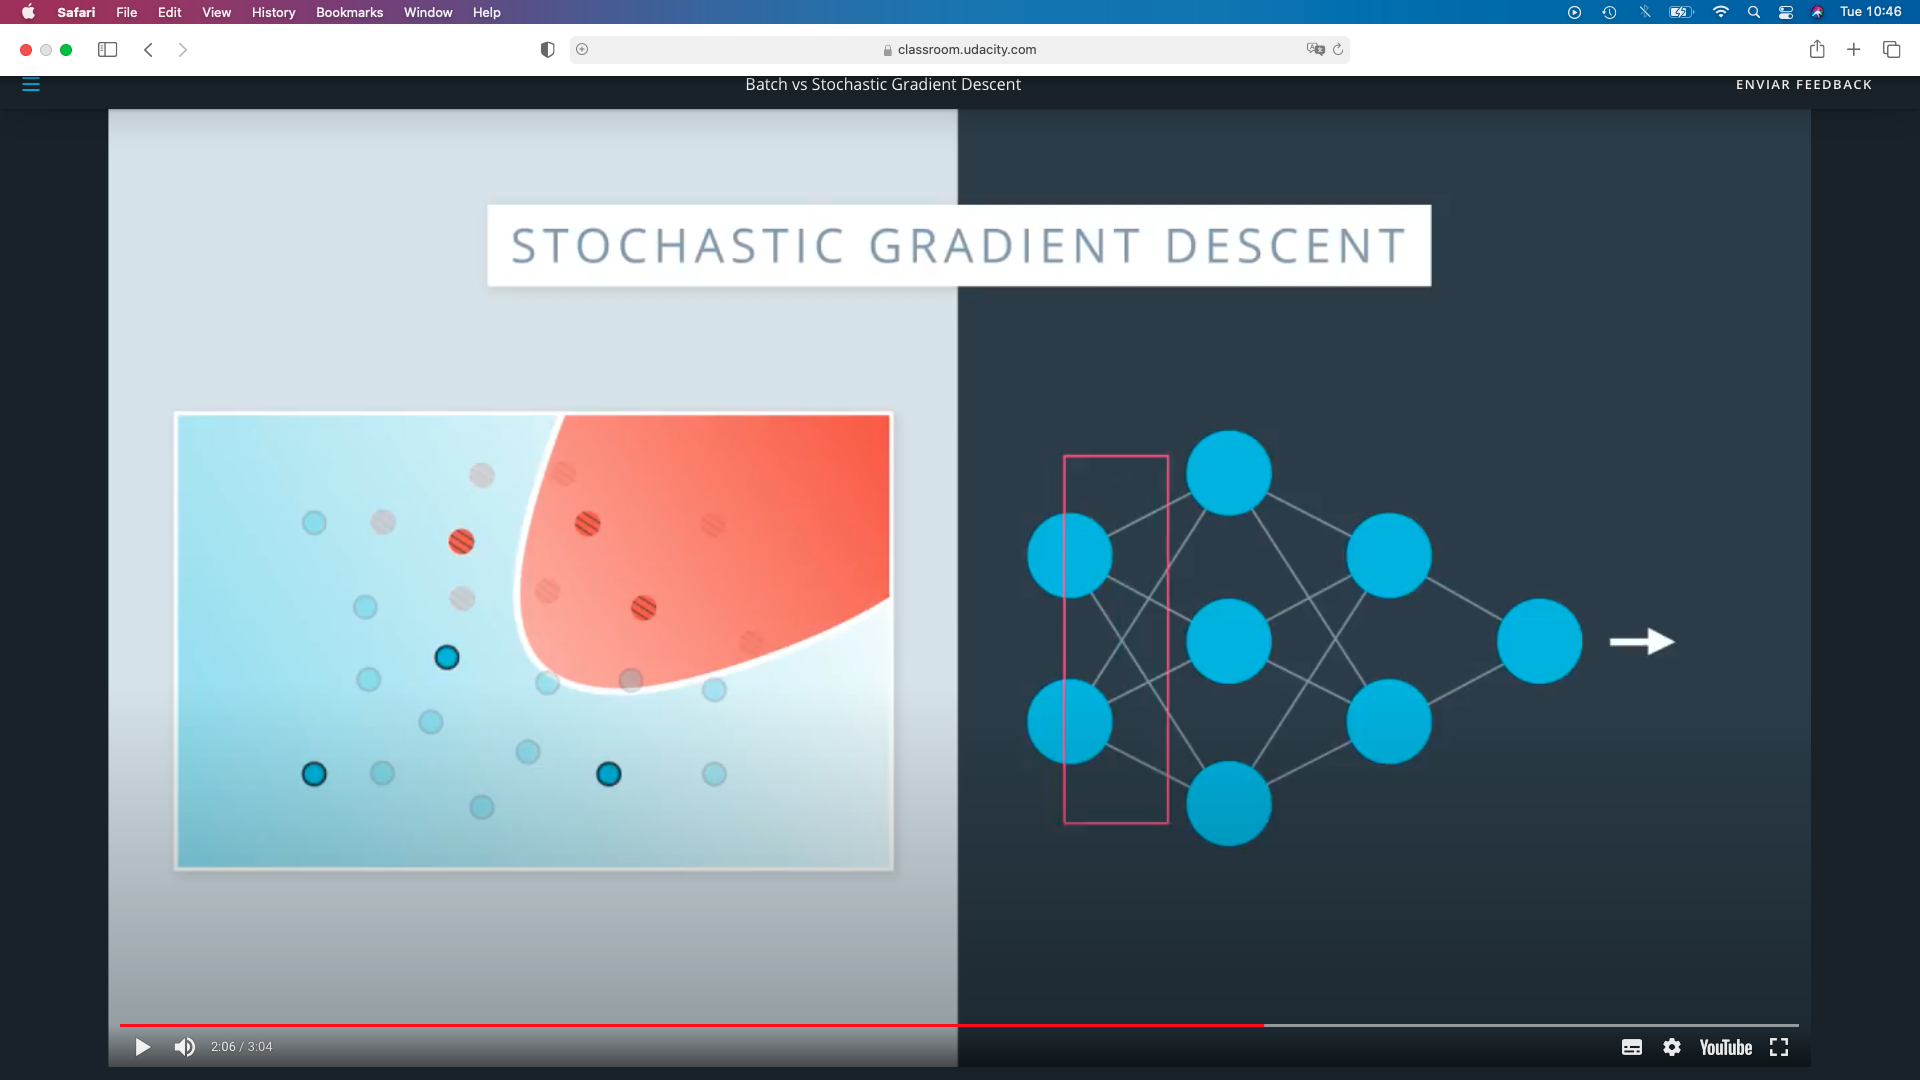 Safari File Edit View History Bookmarks Window Help Tue 10:46
classroom.udacity.com
Batch vs Stochastic Gradient Descent ENVIAR FEEDBACK
STOCHASTIC GRADIENT DESCENT
2:06 / 3:04 YouTube